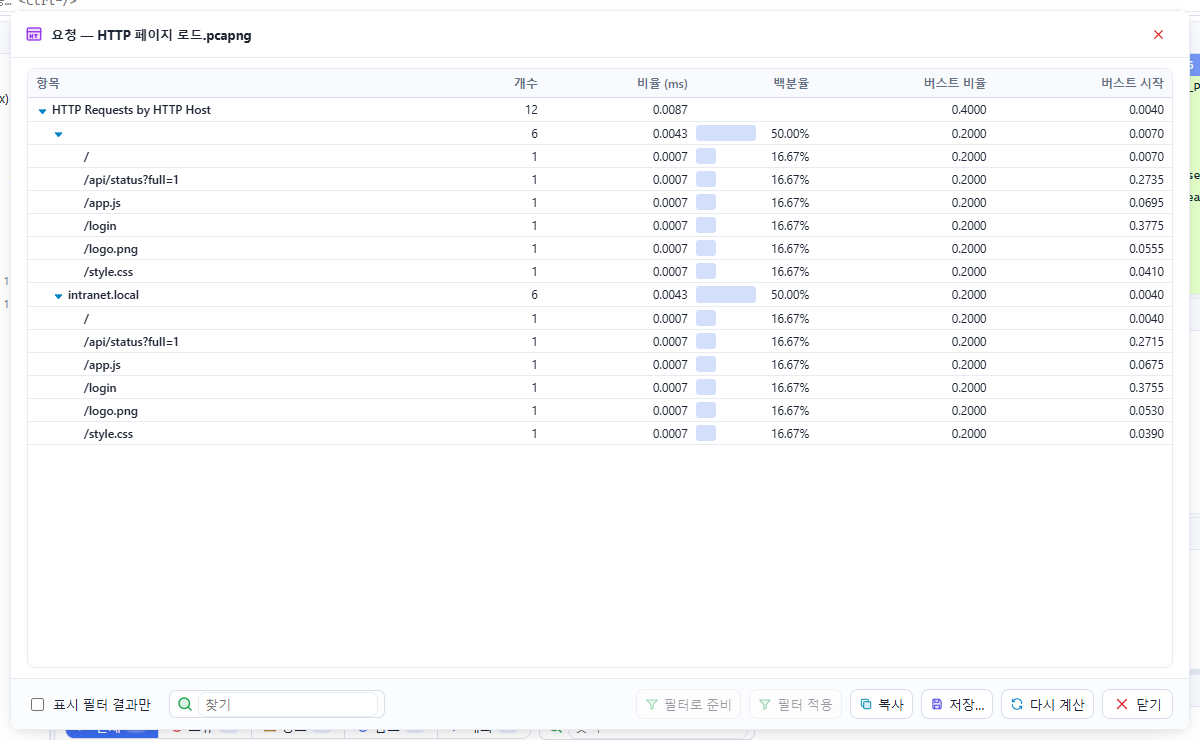 요청 — HTTP 페이지 로드.pcapng
항목 개수 비율 (ms) 백분율 버스트 비율 버스트 시작
HTTP Requests by HTTP Host 12 0.0087 0.4000 0.0040
6 0.0043 50.00% 0.2000 0.0070
/ 1 0.0007 16.67% 0.2000 0.0070
/api/status?full=1 1 0.0007 16.67% 0.2000 0.2735
/app.js 1 0.0007 16.67% 0.2000 0.0695
/login 1 0.0007 16.67% 0.2000 0.3775
/logo.png 1 0.0007 16.67% 0.2000 0.0555
/style.css 1 0.0007 16.67% 0.2000 0.0410
intranet.local 6 0.0043 50.00% 0.2000 0.0040
/ 1 0.0007 16.67% 0.2000 0.0040
/api/status?full=1 1 0.0007 16.67% 0.2000 0.2715
/app.js 1 0.0007 16.67% 0.2000 0.0675
/login 1 0.0007 16.67% 0.2000 0.3755
/logo.png 1 0.0007 16.67% 0.2000 0.0530
/style.css 1 0.0007 16.67% 0.2000 0.0390
표시 필터 결과만 찾기 필터로 준비 필터 적용 복사 저장... 다시 계산 닫기